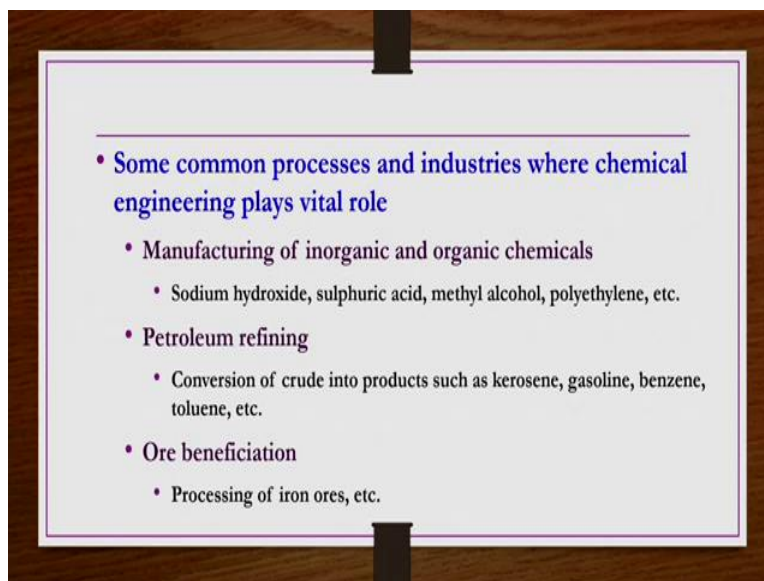 • Some common processes and industries where chemical
engineering plays vital role
• Manufacturing of inorganic and organic chemicals
• Sodium hydroxide, sulphuric acid, methyl alcohol, polyethylene, etc.
• Petroleum refining
• Conversion of crude into products such as kerosene, gasoline, benzene,
toluene, etc.
• Ore beneficiation
• Processing of iron ores, etc.